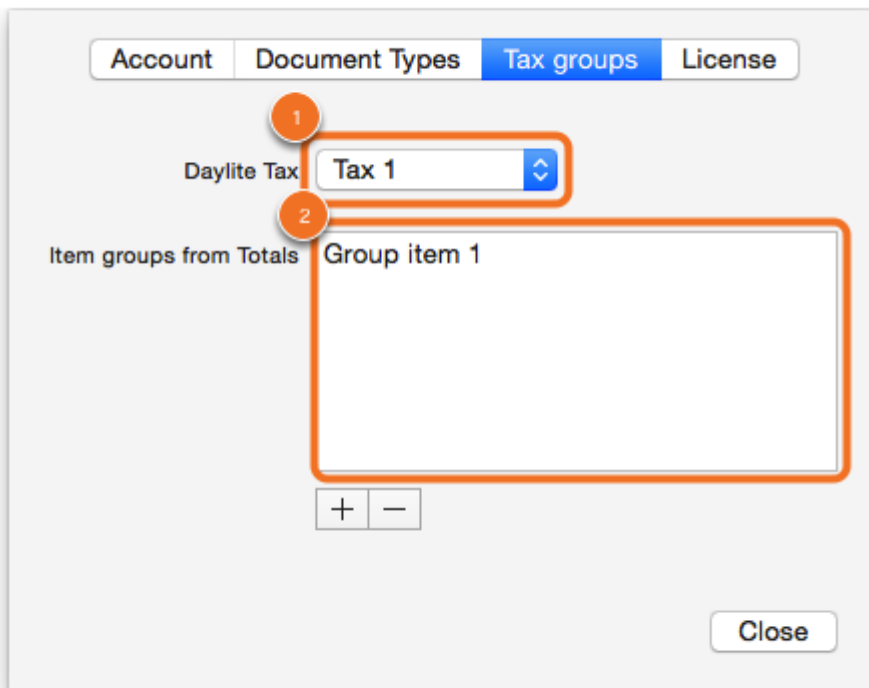 Account Document Types Tax groups License
1
Daylite Tax Tax 1
2
Item groups from Totals Group item 1
+ −
Close